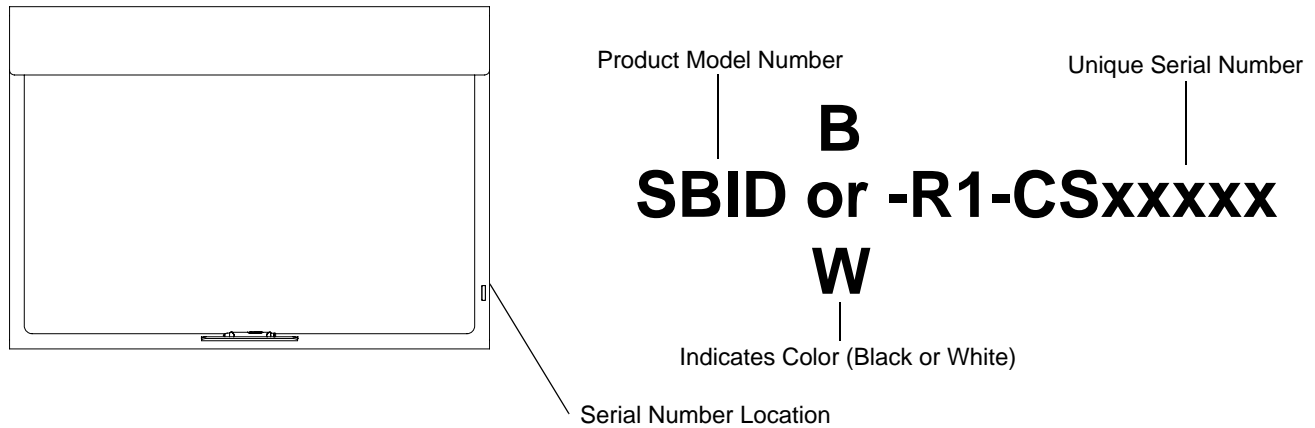 Product Model Number
Unique Serial Number
B
SBID or -R1-CSxxxxx
W
Indicates Color (Black or White)
Serial Number Location